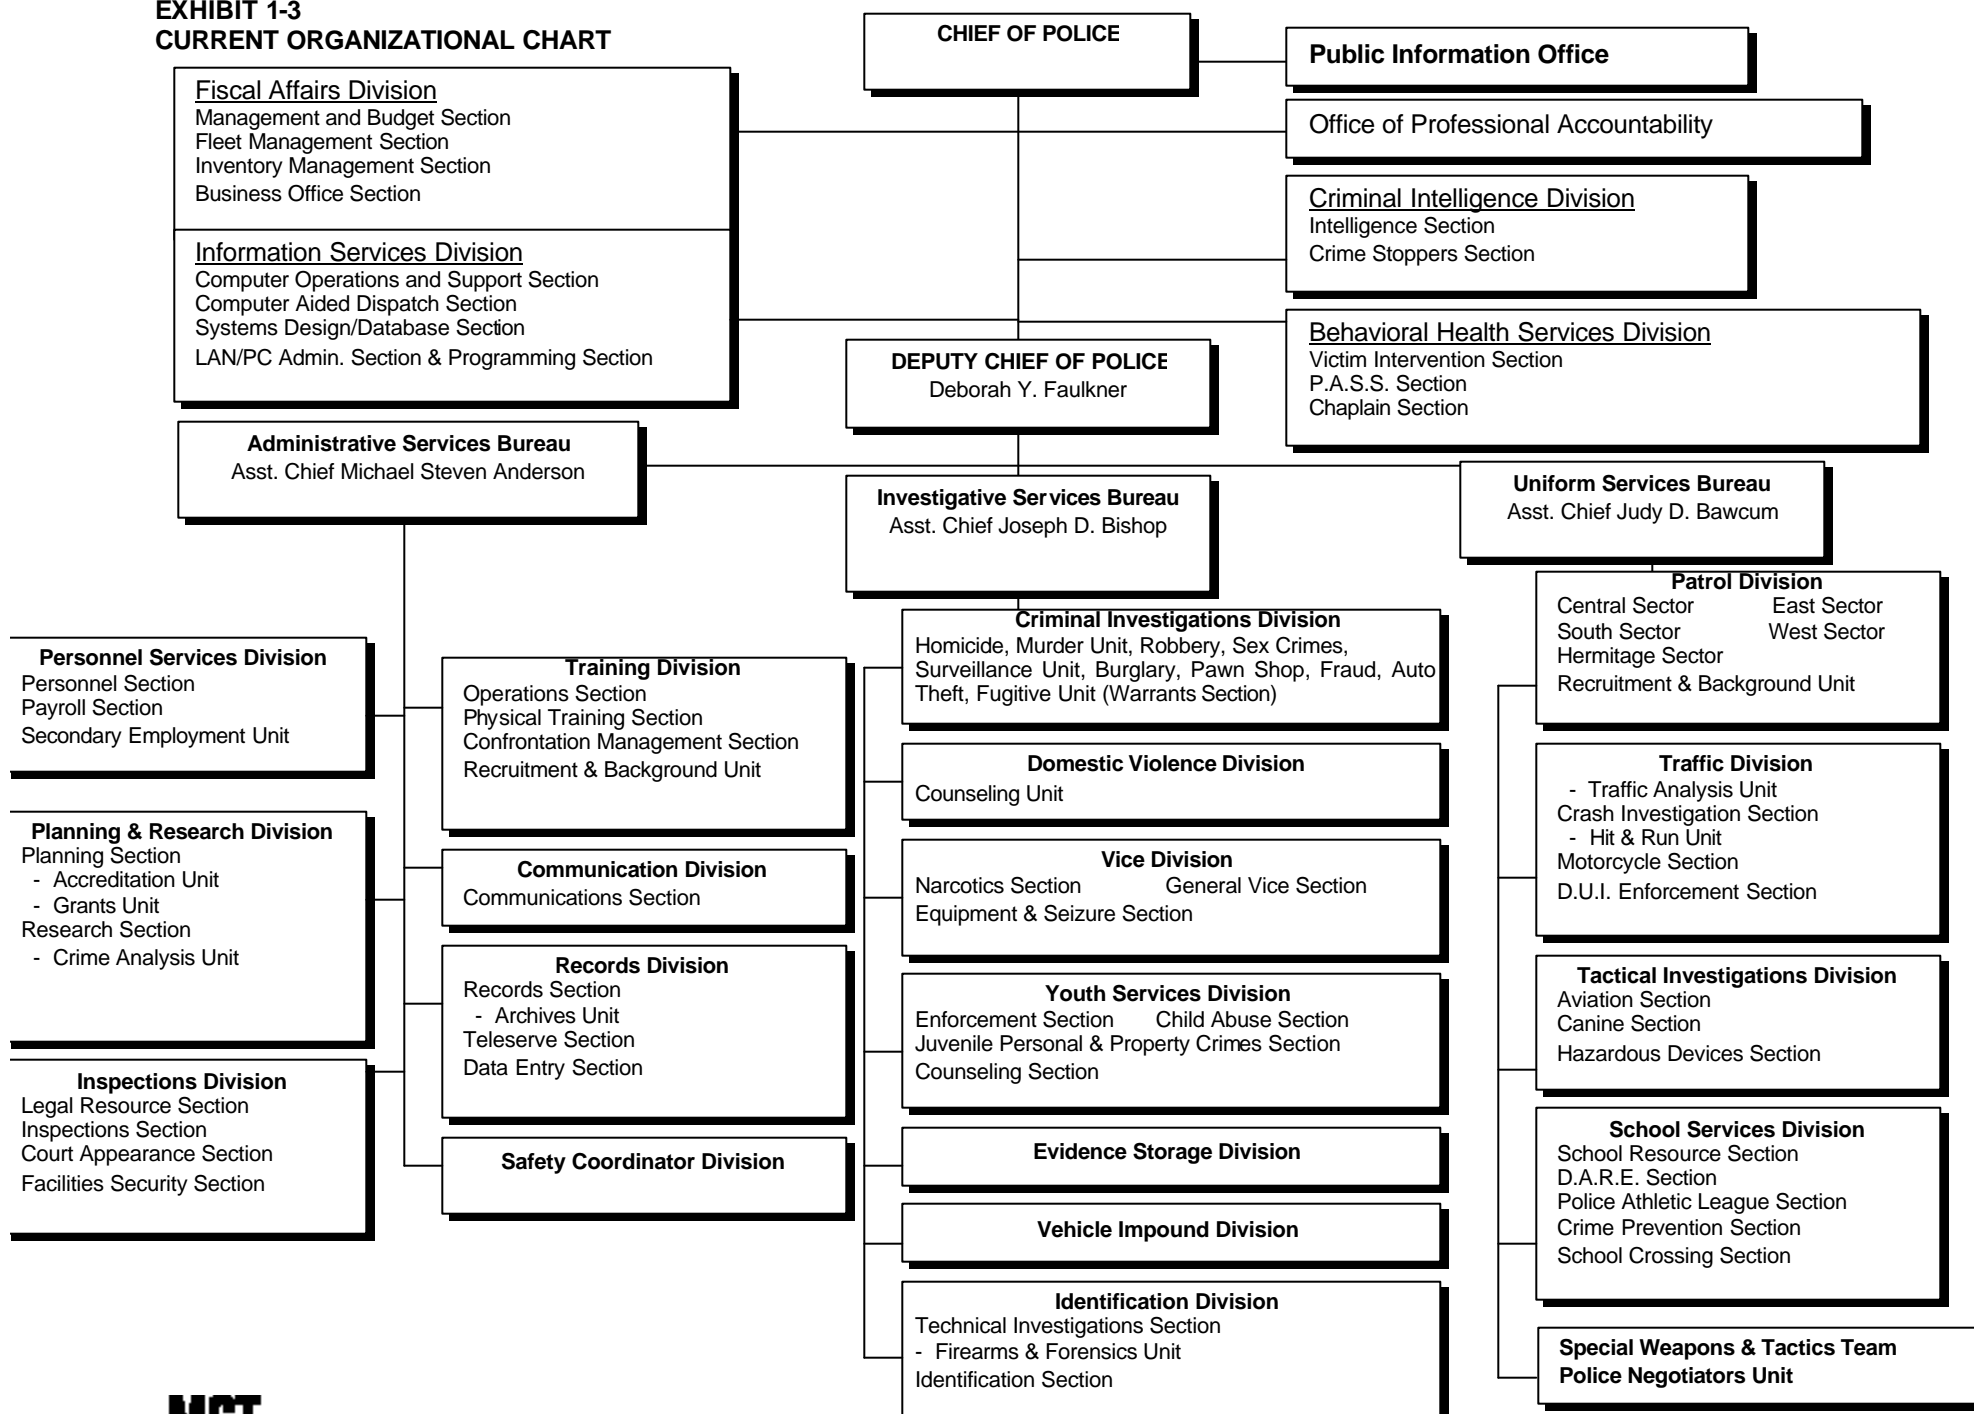 EXHIBIT 1-3
CURRENT ORGANIZATIONAL CHART
CHIEF OF POLICE
Public Information Office
Fiscal Affairs Division
Management and Budget Section
Fleet Management Section
Inventory Management Section
Business Office Section
Office of Professional Accountability
Criminal Intelligence Division
Intelligence Section
Crime Stoppers Section
Information Services Division
Computer Operations and Support Section
Computer Aided Dispatch Section
Systems Design/Database Section
LAN/PC Admin. Section & Programming Section
Behavioral Health Services Division
Victim Intervention Section
P.A.S.S. Section
Chaplain Section
DEPUTY CHIEF OF POLICE
Deborah Y. Faulkner
Administrative Services Bureau
Asst. Chief Michael Steven Anderson
Investigative Services Bureau
Asst. Chief Joseph D. Bishop
Uniform Services Bureau
Asst. Chief Judy D. Bawcum
Personnel Services Division
Personnel Section
Payroll Section
Secondary Employment Unit
Planning & Research Division
Planning Section
- Accreditation Unit
- Grants Unit
Research Section
- Crime Analysis Unit
Inspections Division
Legal Resource Section
Inspections Section
Court Appearance Section
Facilities Security Section
Training Division
Operations Section
Physical Training Section
Confrontation Management Section
Recruitment & Background Unit
Communication Division
Communications Section
Records Division
Records Section
- Archives Unit
Teleserve Section
Data Entry Section
Safety Coordinator Division
Criminal Investigations Division
Homicide, Murder Unit, Robbery, Sex Crimes,
Surveillance Unit, Burglary, Pawn Shop, Fraud, Auto
Theft, Fugitive Unit (Warrants Section)
Domestic Violence Division
Counseling Unit
Vice Division
Narcotics Section General Vice Section
Equipment & Seizure Section
Youth Services Division
Enforcement Section Child Abuse Section
Juvenile Personal & Property Crimes Section
Counseling Section
Evidence Storage Division
Vehicle Impound Division
Identification Division
Technical Investigations Section
- Firearms & Forensics Unit
Identification Section
Patrol Division
Central Sector East Sector
South Sector West Sector
Hermitage Sector
Recruitment & Background Unit
Traffic Division
- Traffic Analysis Unit
Crash Investigation Section
- Hit & Run Unit
Motorcycle Section
D.U.I. Enforcement Section
Tactical Investigations Division
Aviation Section
Canine Section
Hazardous Devices Section
School Services Division
School Resource Section
D.A.R.E. Section
Police Athletic League Section
Crime Prevention Section
School Crossing Section
Special Weapons & Tactics Team
Police Negotiators Unit